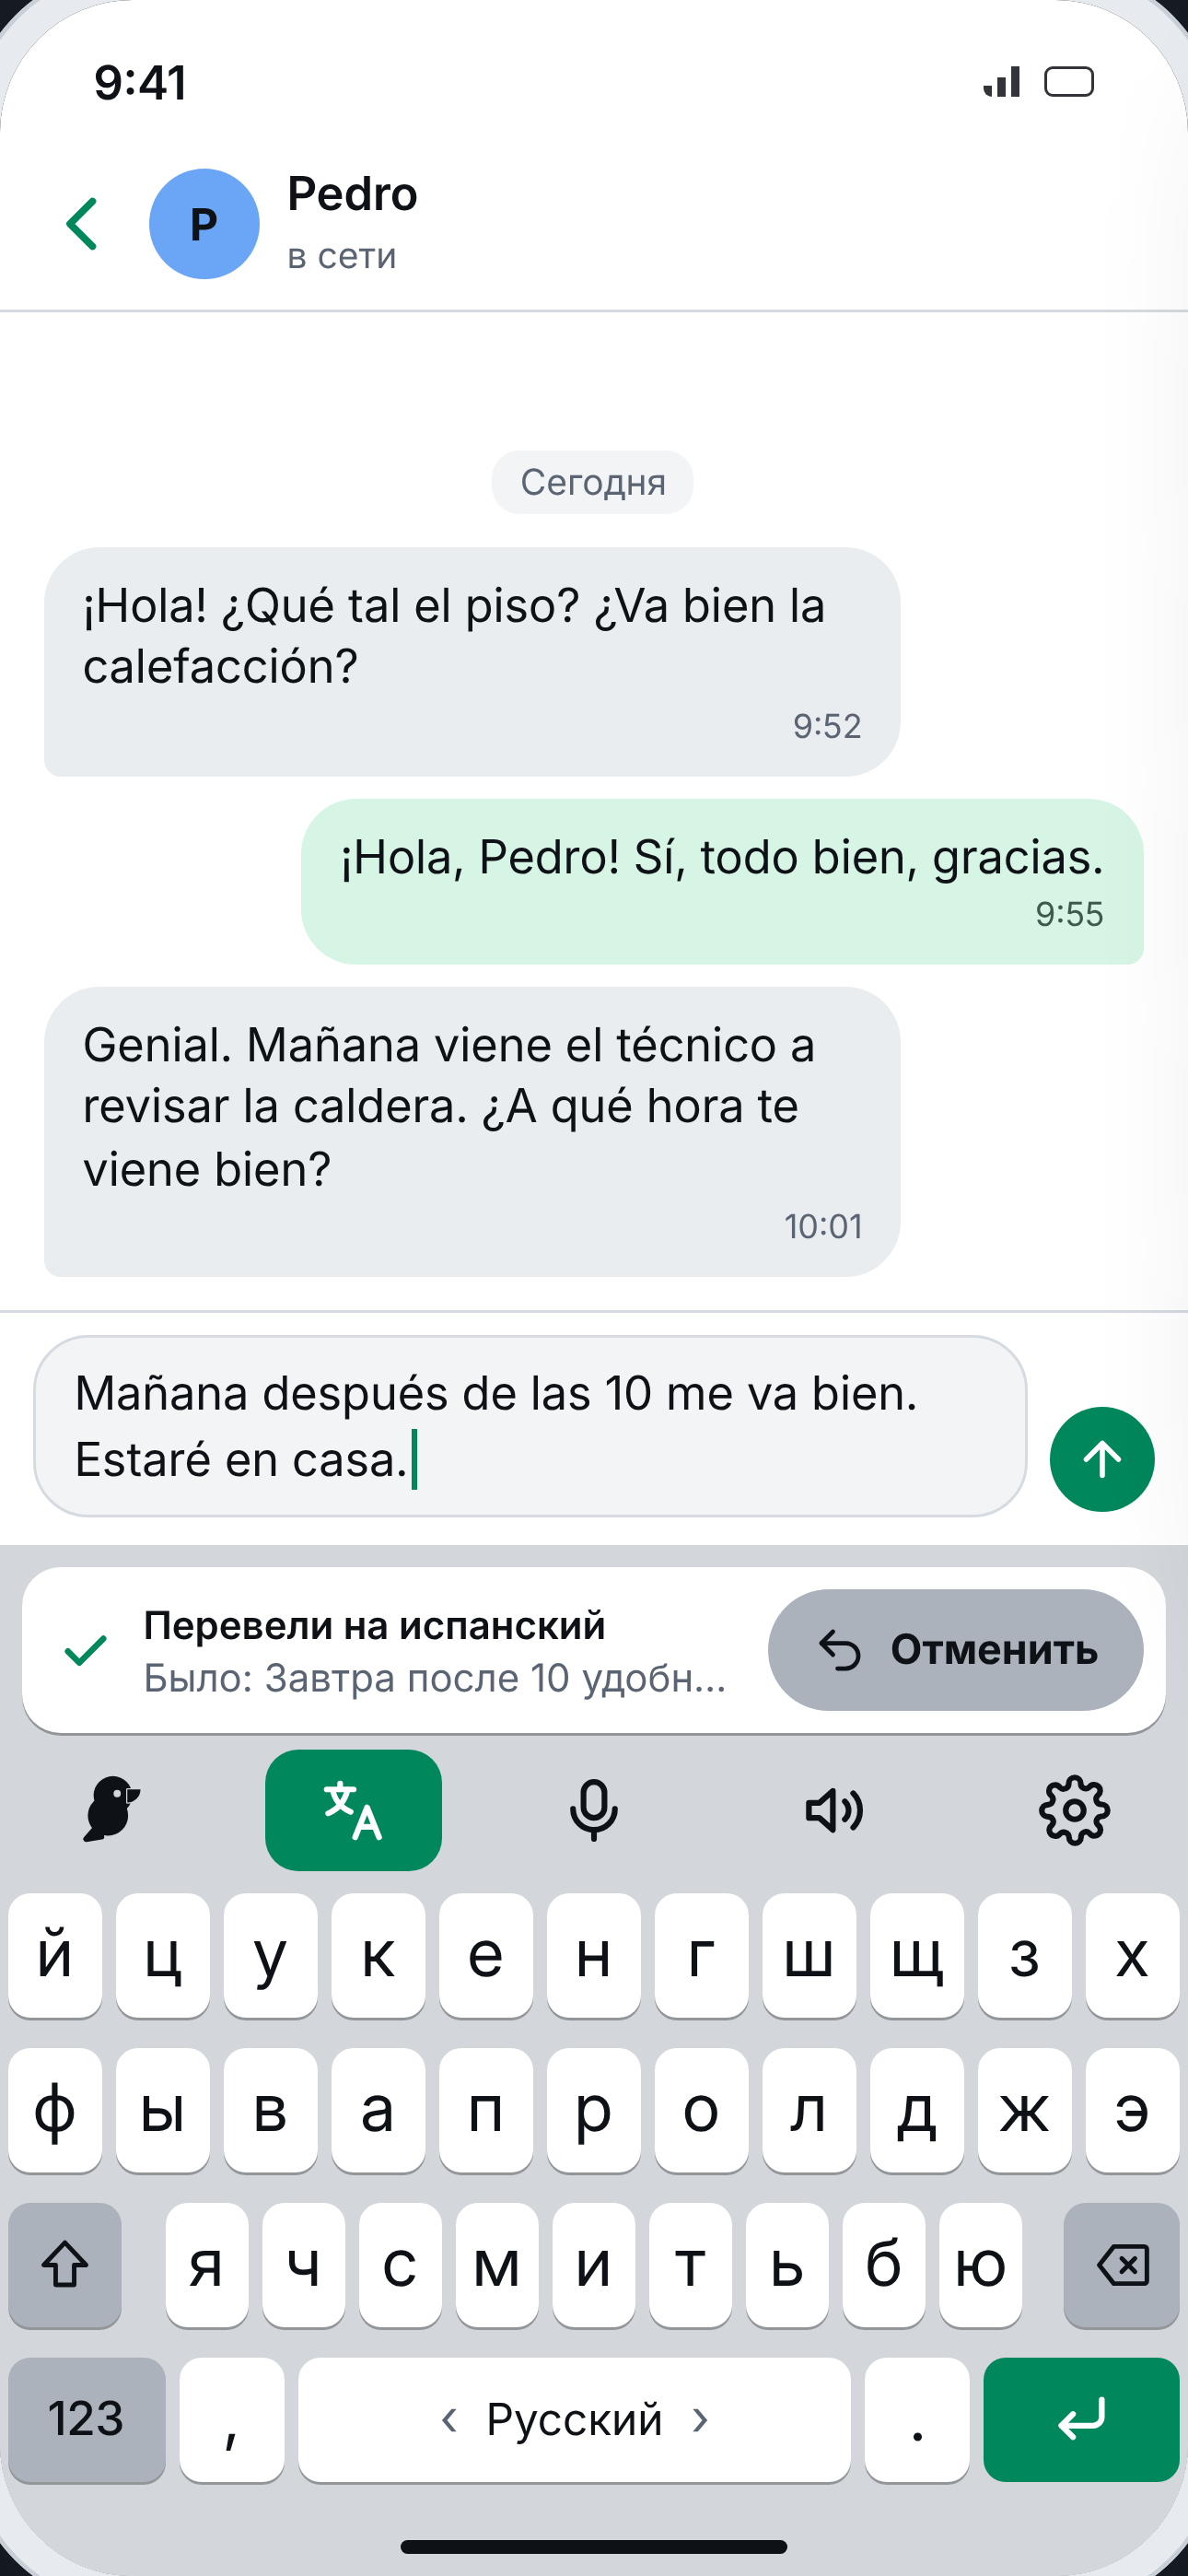 9:41
P
Pedro
в сети
Сегодня
¡Hola! ¿Qué tal el piso? ¿Va bien la
calefacción?
9:52
¡Hola, Pedro! Sí, todo bien, gracias.
9:55
Genial. Mañana viene el técnico a
revisar la caldera. ¿A qué hora te
viene bien?
10:01
Mañana después de las 10 me va bien.
Estaré en casa.
Перевели на испанский
Было: Завтра после 10 удобн...
Отменить
й ц у к е н г ш щ з х
ф ы в а п р о л д ж э
я ч с м и т ь б ю
123 , ‹ Русский › .